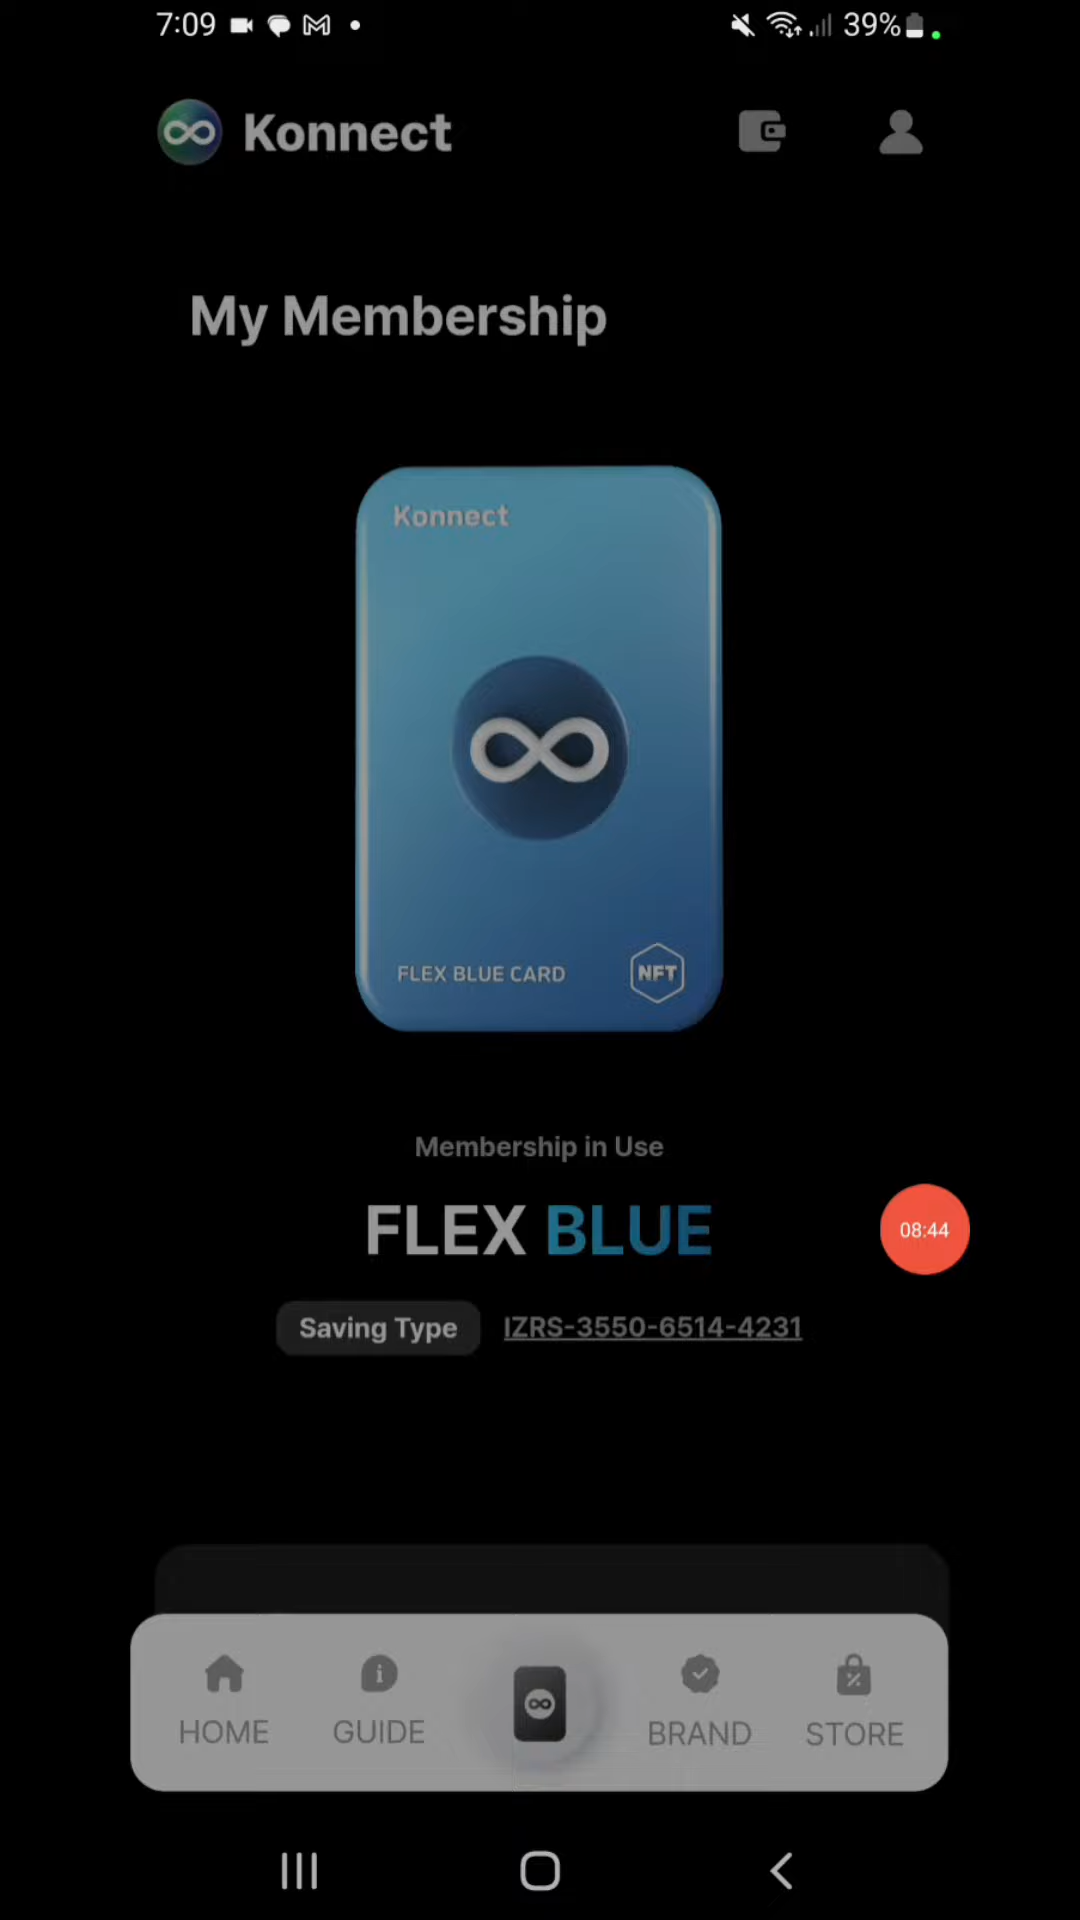 7:09 39%
Konnect
My Membership
Konnect
FLEX BLUE CARD NFT
Membership in Use
FLEX BLUE
08:44
Saving Type IZRS-3550-6514-4231
HOME GUIDE BRAND STORE